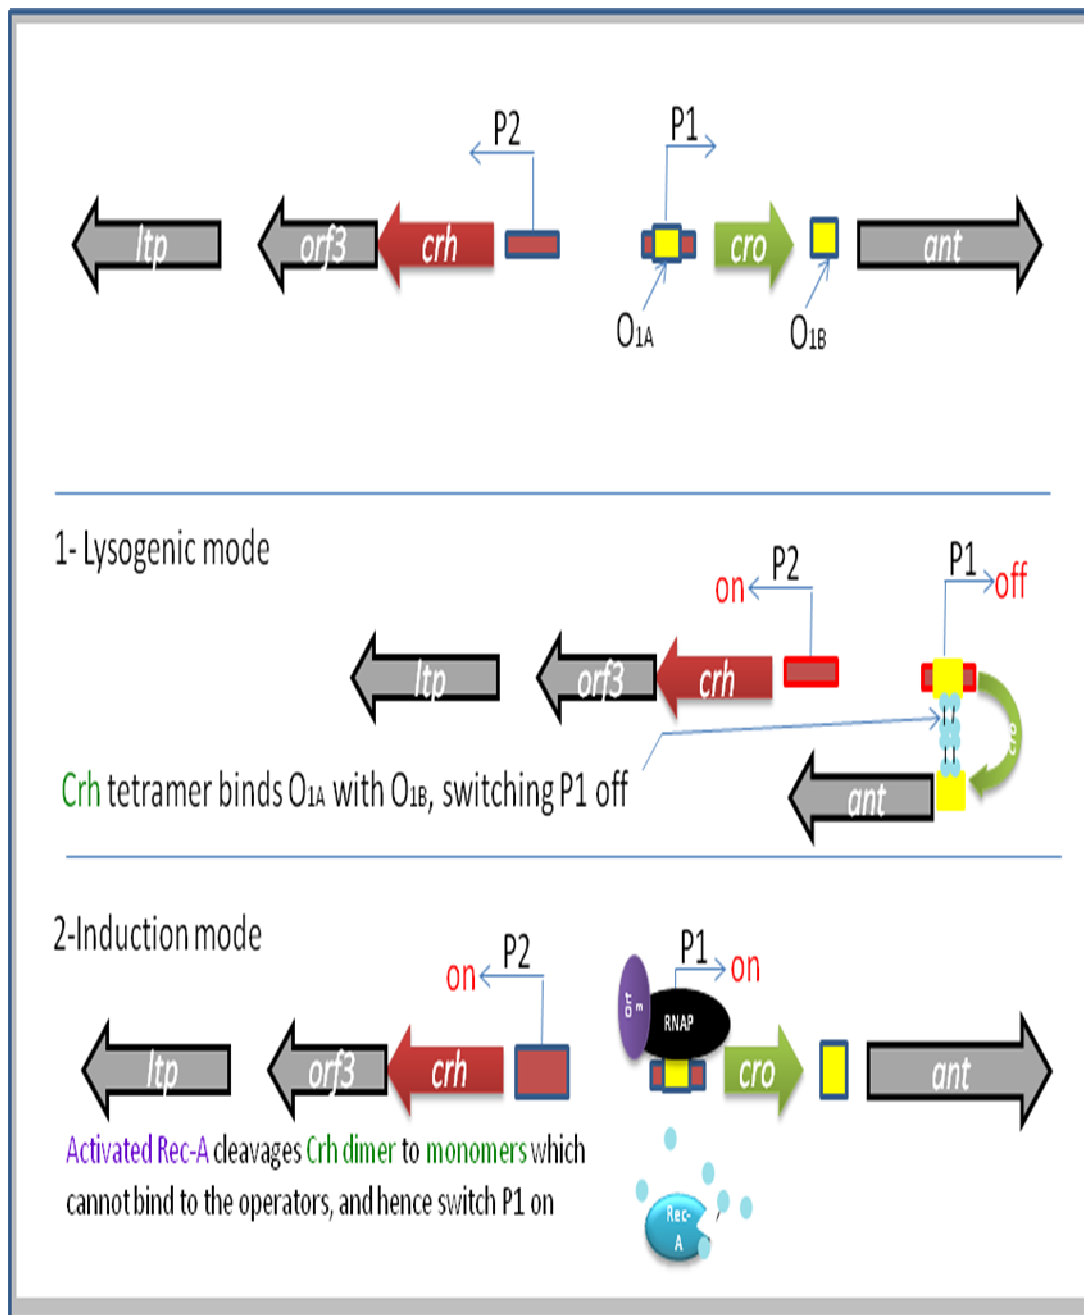 P2
P1
ltp
orf3
crh
cro
ant
O1A
O1B
1- Lysogenic mode
on
P2
P1
off
ltp
orf3
crh
cro
Crh tetramer binds O1A with O1B, switching P1 off
ant
2-Induction mode
on
P2
P1
on
Orf
3
RNAP
ltp
orf3
crh
cro
ant
Activated Rec-A cleavages Crh dimer to monomers which
cannot bind to the operators, and hence switch P1 on
Rec-
A